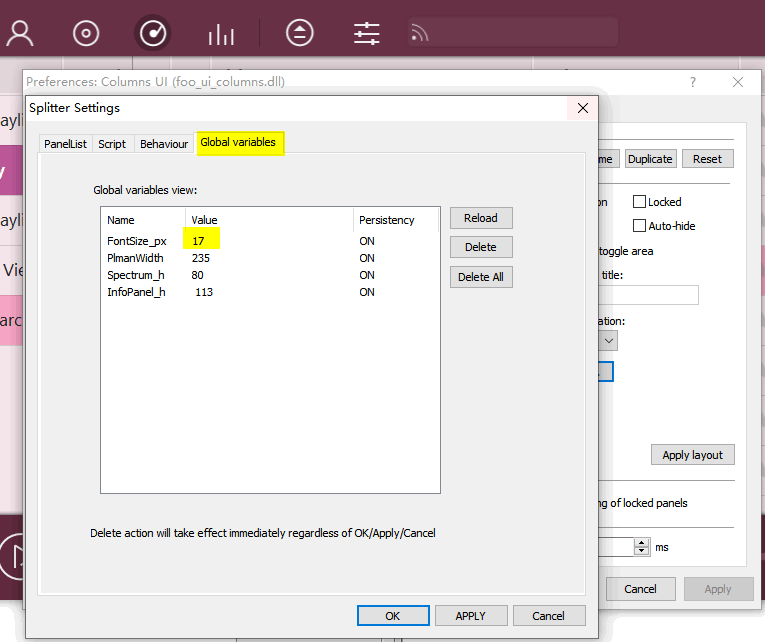 Preferences: Columns UI (foo_ui_columns.dll)
?
Splitter Settings
PanelList Script Behaviour Global variables
Global variables view:
Name Value Persistency
FontSize_px 17 ON
PlmanWidth 235 ON
Spectrum_h 80 ON
InfoPanel_h 113 ON
Reload
Delete
Delete All
Delete action will take effect immediately regardless of OK/Apply/Cancel
OK APPLY Cancel
ayli
y
ayli
Vie
arc
me Duplicate Reset
on Locked
Auto-hide
toggle area
title:
ation:
Apply layout
ng of locked panels
ms
Cancel Apply